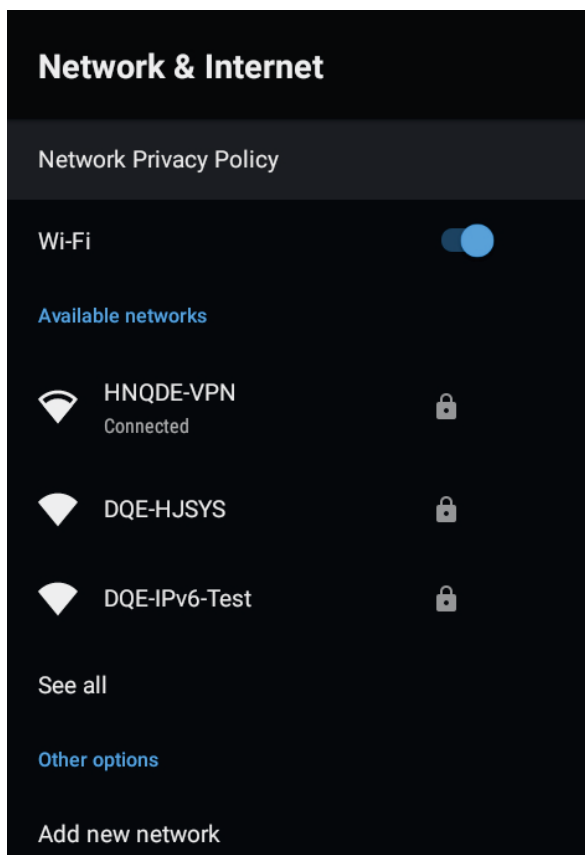 Network & Internet
Network Privacy Policy
Wi-Fi
Available networks
HNQDE-VPN
Connected
DQE-HJSYS
DQE-IPv6-Test
See all
Other options
Add new network